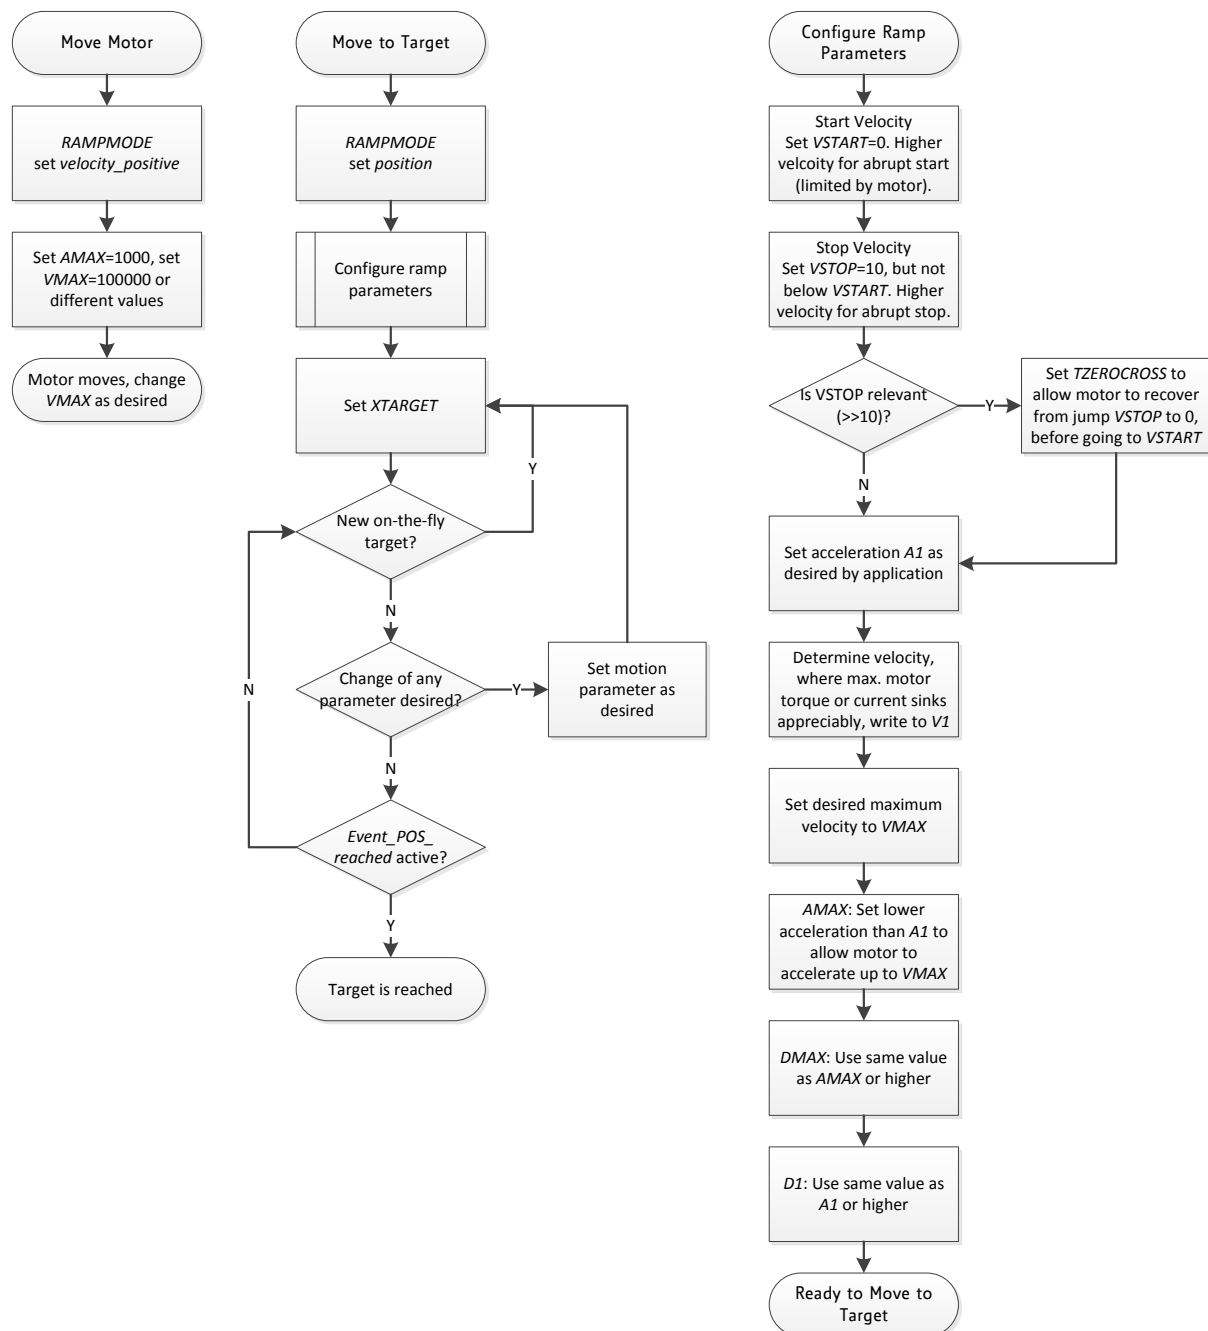 Move Motor
RAMPMODE
set velocity_positive
Set AMAX=1000, set
VMAX=100000 or
different values
Motor moves, change
VMAX as desired
Move to Target
RAMPMODE
set position
Configure ramp
parameters
Set XTARGET
New on-the-fly
target?
Y
N
Change of any
parameter desired?
Y
Set motion
parameter as
desired
N
Event_POS_
reached active?
N
Y
Target is reached
Configure Ramp
Parameters
Start Velocity
Set VSTART=0. Higher
velcoity for abrupt start
(limited by motor).
Stop Velocity
Set VSTOP=10, but not
below VSTART. Higher
velocity for abrupt stop.
Is VSTOP relevant
(>>10)?
Y
Set TZEROCROSS to
allow motor to recover
from jump VSTOP to 0,
before going to VSTART
N
Set acceleration A1 as
desired by application
Determine velocity,
where max. motor
torque or current sinks
appreciably, write to V1
Set desired maximum
velocity to VMAX
AMAX: Set lower
acceleration than A1 to
allow motor to
accelerate up to VMAX
DMAX: Use same value
as AMAX or higher
D1: Use same value as
A1 or higher
Ready to Move to
Target